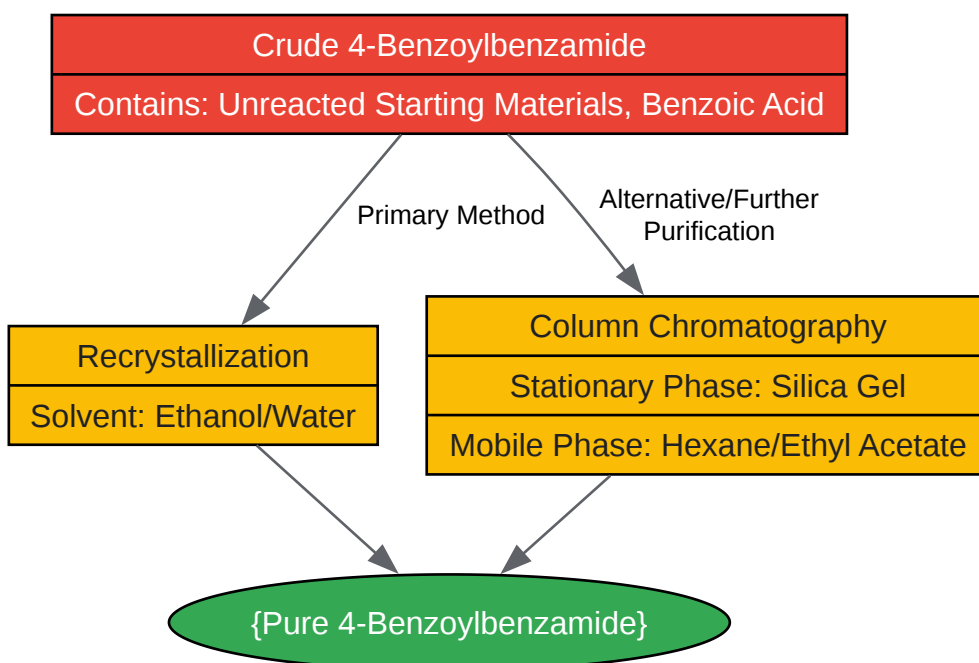 Crude 4-Benzoylbenzamide
Contains: Unreacted Starting Materials, Benzoic Acid
Primary Method
Alternative/Further
Purification
Recrystallization
Solvent: Ethanol/Water
Column Chromatography
Stationary Phase: Silica Gel
Mobile Phase: Hexane/Ethyl Acetate
{Pure 4-Benzoylbenzamide}